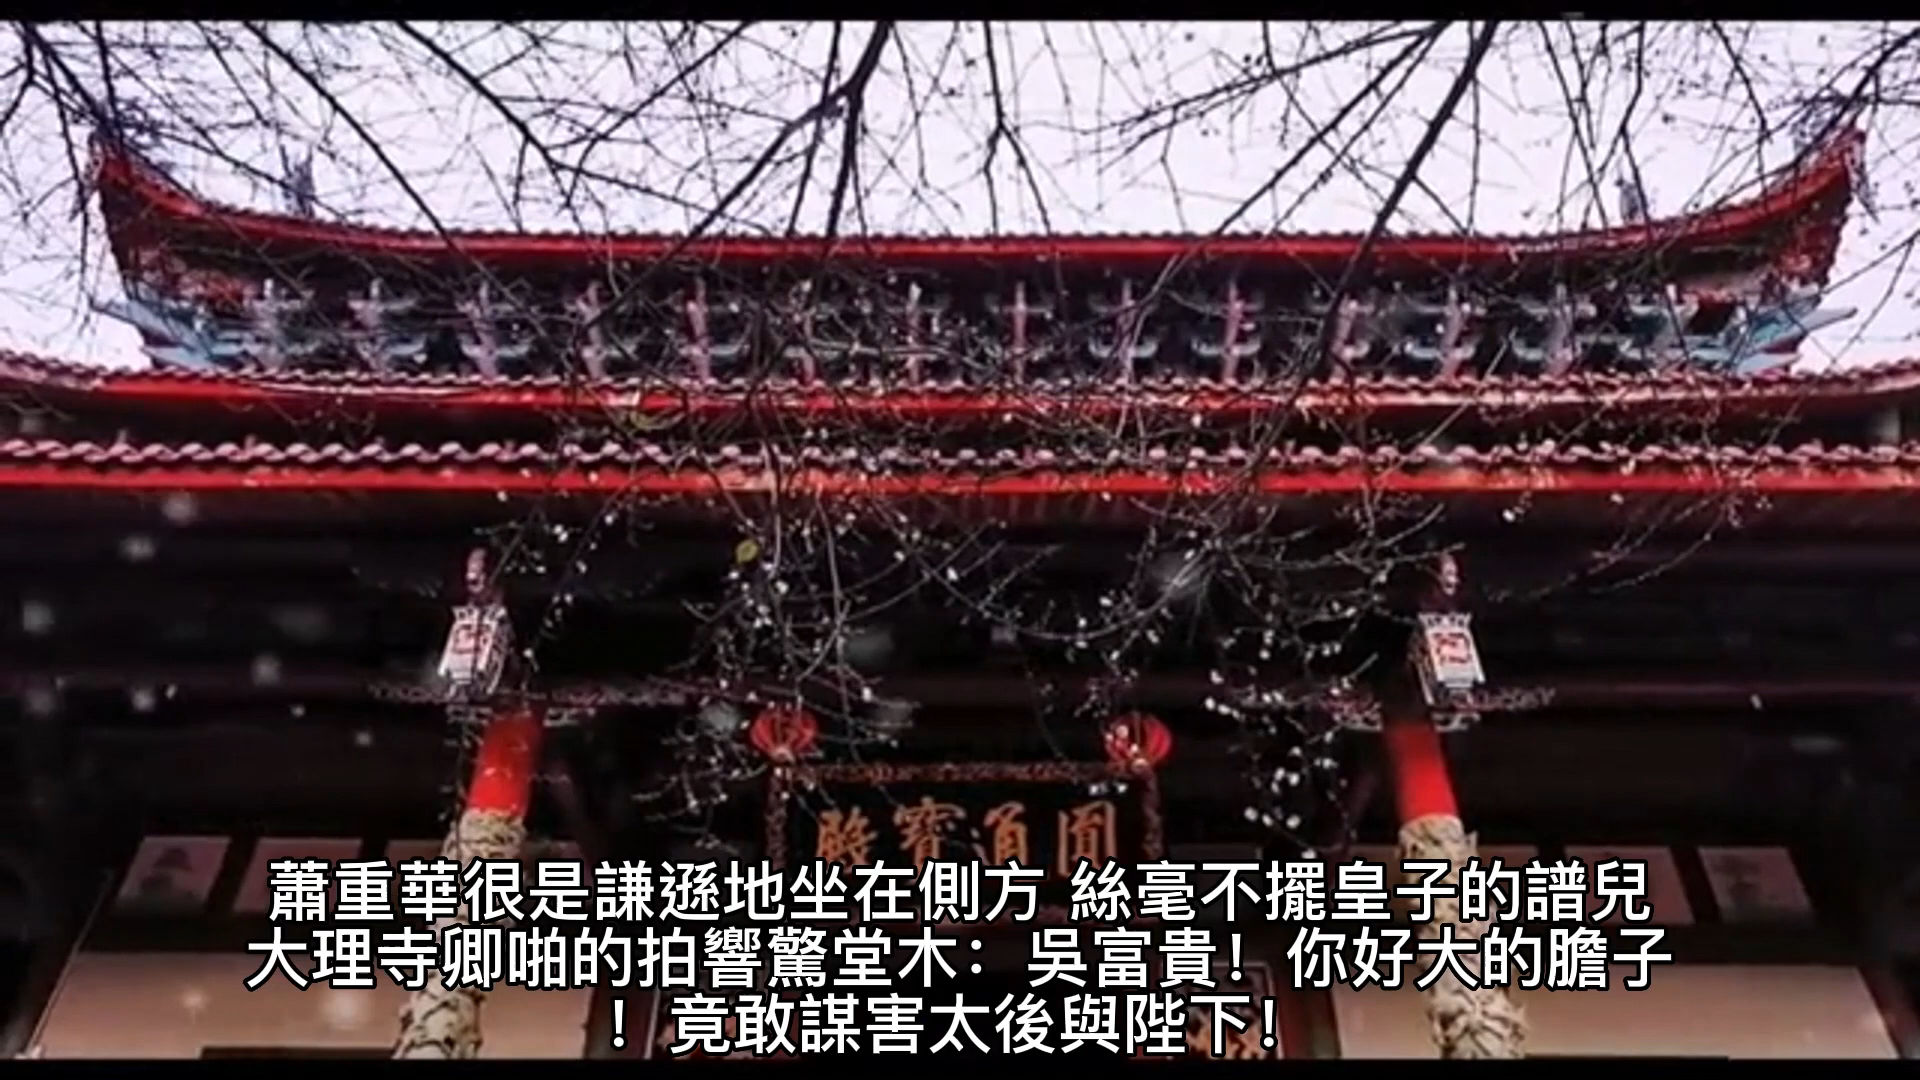 圓通寶殿
蕭重華很是謙遜地坐在側方 絲毫不擺皇子的譜兒
大理寺卿啪的拍響驚堂木：吳富貴！你好大的膽子
！竟敢謀害太後與陛下！